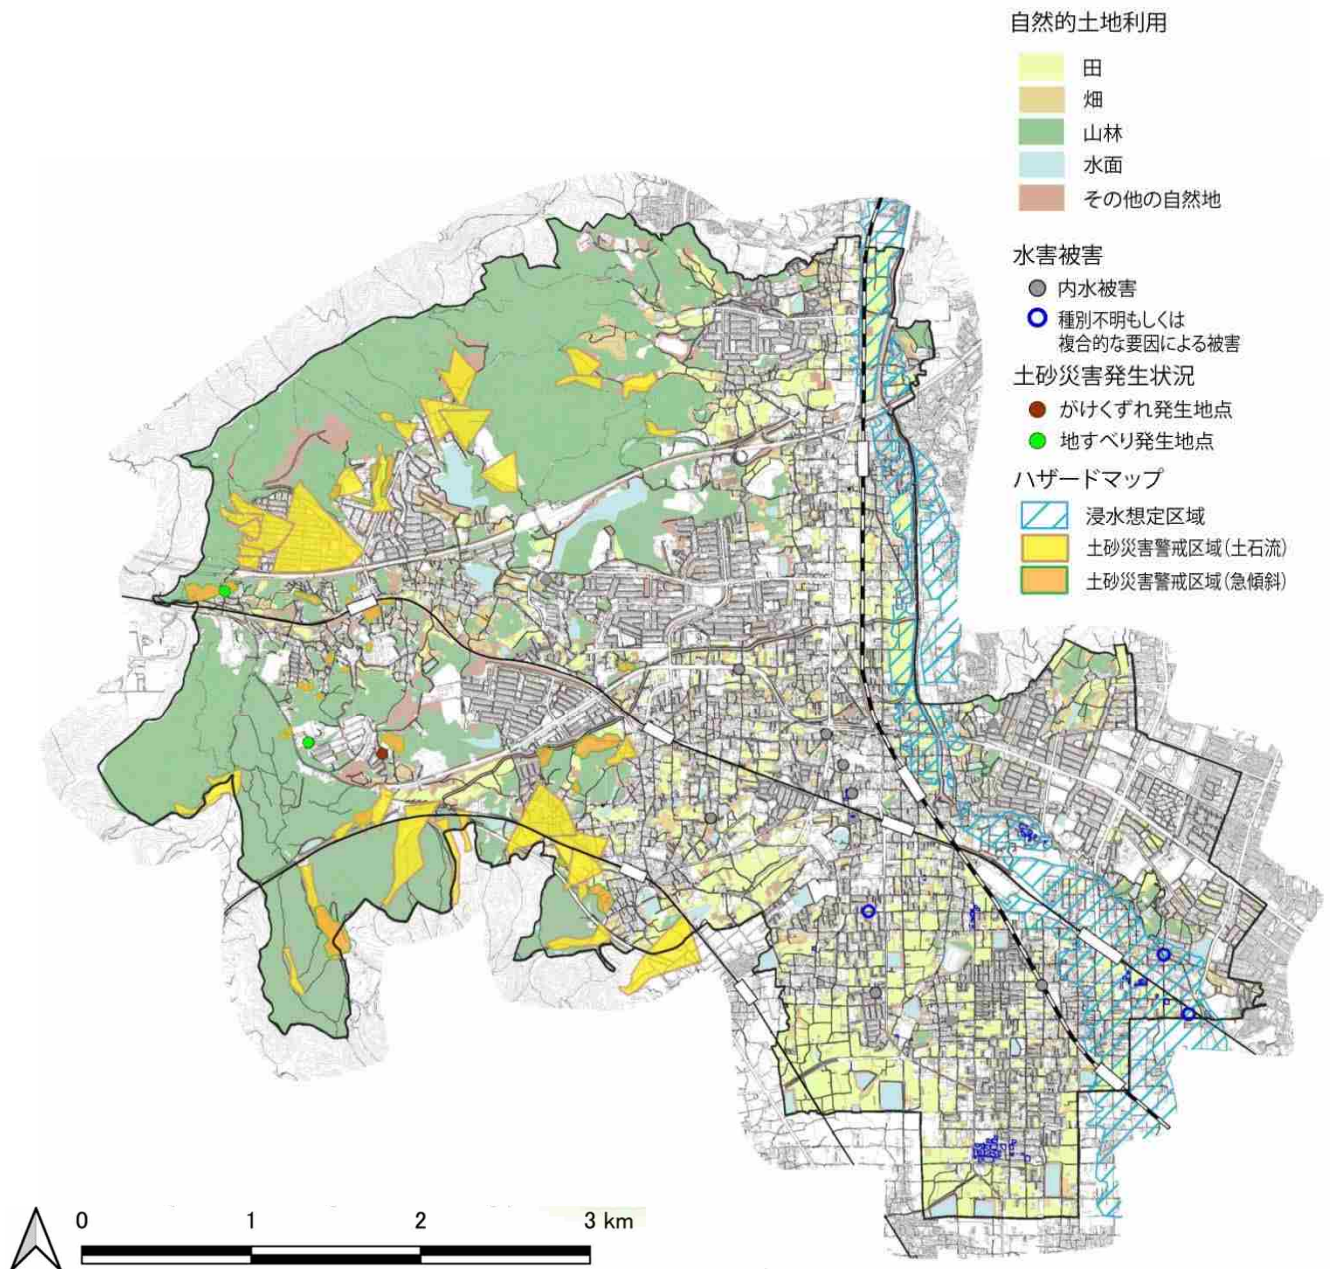 自然的土地利用
田
畑
山林
水面
その他の自然地
水害被害
内水被害
種別不明もしくは
複合的な要因による被害
土砂災害発生状況
がけくずれ発生地点
地すべり発生地点
ハザードマップ
浸水想定区域
土砂災害警戒区域(土石流)
土砂災害警戒区域(急傾斜)
0 1 2 3 km